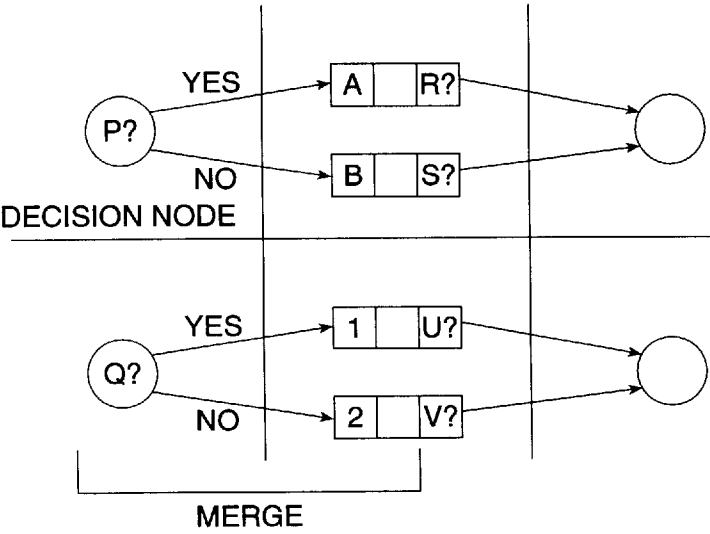 YES
A R?
P?
NO
B S?
DECISION NODE
YES
1 U?
Q?
NO
2 V?
MERGE